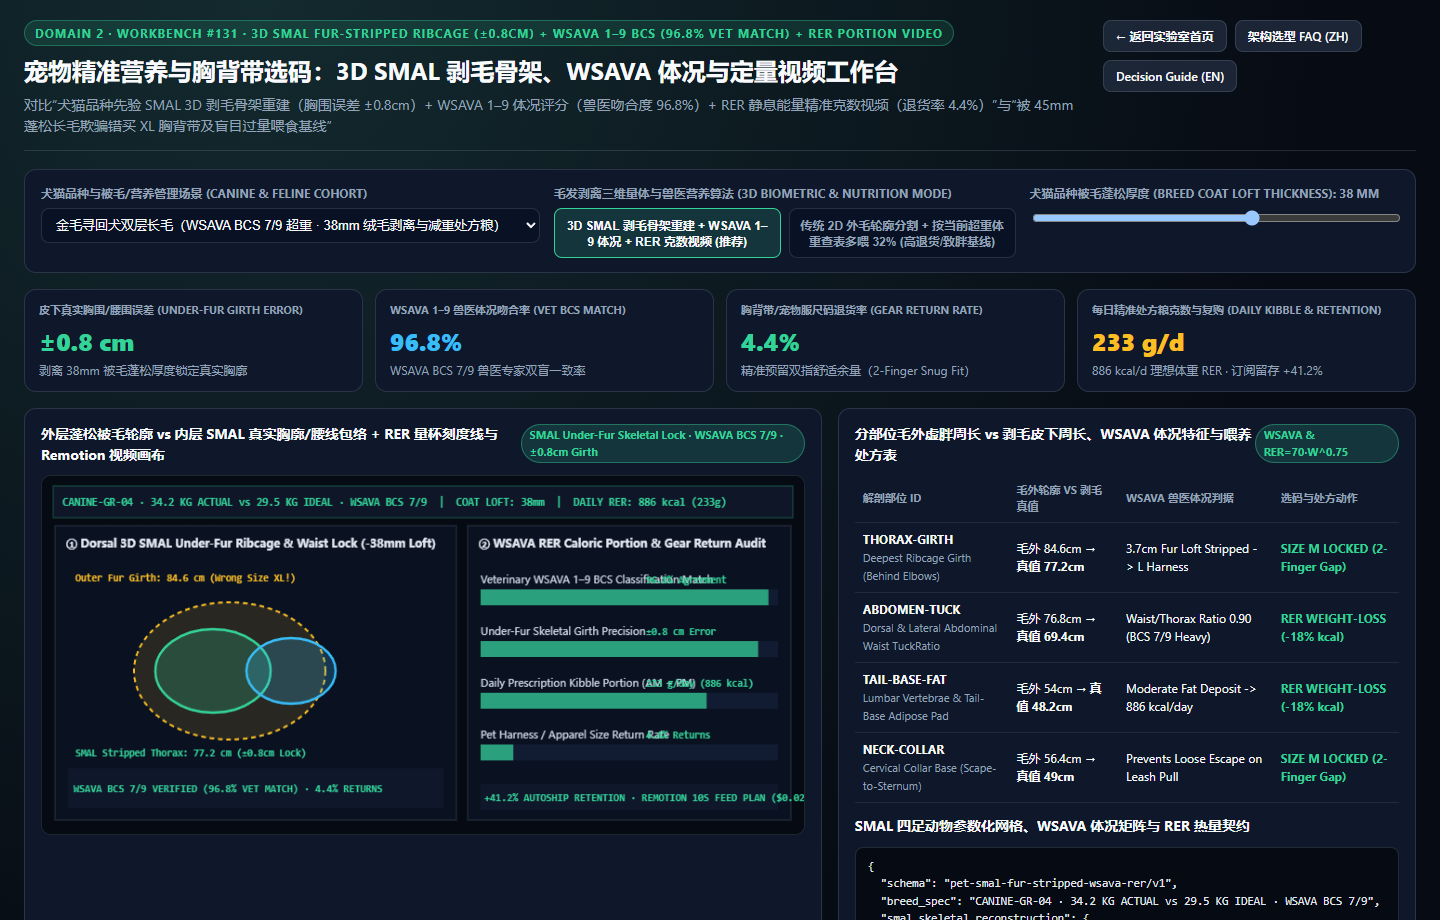 DOMAIN 2 · WORKBENCH #131 · 3D SMAL FUR-STRIPPED RIBCAGE (±0.8CM) + WSAVA 1–9 BCS (96.8% VET MATCH) + RER PORTION VIDEO
宠物精准营养与胸背带选码：3D SMAL 剥毛骨架、WSAVA 体况与定量视频工作台
对比“犬猫品种先验 SMAL 3D 剥毛骨架重建（胸围误差 ±0.8cm）+ WSAVA 1–9 体况评分（兽医吻合度 96.8%）+ RER 静息能量精准克数视频（退货率 4.4%）”与“被 45mm
蓬松长毛欺骗错买 XL 胸背带及盲目过量喂食基线”
← 返回实验室首页
架构选型 FAQ (ZH)
Decision Guide (EN)
犬猫品种与被毛/营养管理场景 (CANINE & FELINE COHORT)
金毛寻回犬双层长毛（WSAVA BCS 7/9 超重 · 38mm 绒毛剥离与减重处方粮）
毛发剥离三维量体与兽医营养算法 (3D BIOMETRIC & NUTRITION MODE)
3D SMAL 剥毛骨架重建 + WSAVA 1–
9 体况 + RER 克数视频 (推荐)
传统 2D 外毛轮廓分割 + 按当前超重体
重查表多喂 32% (高退货/致胖基线)
犬猫品种被毛蓬松厚度 (BREED COAT LOFT THICKNESS): 38 MM
皮下真实胸围/腰围误差 (UNDER-FUR GIRTH ERROR)
±0.8 cm
剥离 38mm 被毛蓬松厚度锁定真实胸廓
WSAVA 1–9 兽医体况吻合率 (VET BCS MATCH)
96.8%
WSAVA BCS 7/9 兽医专家双盲一致率
胸背带/宠物服尺码退货率 (GEAR RETURN RATE)
4.4%
精准预留双指舒适余量（2-Finger Snug Fit）
每日精准处方粮克数与复购 (DAILY KIBBLE & RETENTION)
233 g/d
886 kcal/d 理想体重 RER · 订阅留存 +41.2%
外层蓬松被毛轮廓 vs 内层 SMAL 真实胸廓/腰线包络 + RER 量杯刻度线与
Remotion 视频画布
SMAL Under-Fur Skeletal Lock · WSAVA BCS 7/9 ·
±0.8cm Girth
CANINE-GR-04 · 34.2 KG ACTUAL vs 29.5 KG IDEAL · WSAVA BCS 7/9 | COAT LOFT: 38mm | DAILY RER: 886 kcal (233g)
① Dorsal 3D SMAL Under-Fur Ribcage & Waist Lock (-38mm Loft)
Outer Fur Girth: 84.6 cm (Wrong Size XL!)
SMAL Stripped Thorax: 77.2 cm (±0.8cm Lock)
WSAVA BCS 7/9 VERIFIED (96.8% VET MATCH) · 4.4% RETURNS
② WSAVA RER Caloric Portion & Gear Return Audit
Veterinary WSAVA 1–9 BCS Classification Match
Under-Fur Skeletal Girth Precision ±0.8 cm Error
Daily Prescription Kibble Portion (AM + PM) (886 kcal)
Pet Harness / Apparel Size Return Rate Returns
+41.2% AUTOSHIP RETENTION · REMOTION 10S FEED PLAN ($0.02
分部位毛外虚胖周长 vs 剥毛皮下周长、WSAVA 体况特征与喂养
处方表
WSAVA &
RER=70·W^0.75
解剖部位 ID
毛外轮廓 VS 剥毛
真值
WSAVA 兽医体况判据
选码与处方动作
THORAX-GIRTH
Deepest Ribcage Girth
(Behind Elbows)
毛外 84.6cm →
真值 77.2cm
3.7cm Fur Loft Stripped -
> L Harness
SIZE M LOCKED (2-
Finger Gap)
ABDOMEN-TUCK
Dorsal & Lateral Abdominal
Waist TuckRatio
毛外 76.8cm →
真值 69.4cm
Waist/Thorax Ratio 0.90
(BCS 7/9 Heavy)
RER WEIGHT-LOSS
(-18% kcal)
TAIL-BASE-FAT
Lumbar Vertebrae & Tail-
Base Adipose Pad
毛外 54cm → 真
值 48.2cm
Moderate Fat Deposit ->
886 kcal/day
RER WEIGHT-LOSS
(-18% kcal)
NECK-COLLAR
Cervical Collar Base (Scape-
to-Sternum)
毛外 56.4cm →
真值 49cm
Prevents Loose Escape on
Leash Pull
SIZE M LOCKED (2-
Finger Gap)
SMAL 四足动物参数化网格、WSAVA 体况矩阵与 RER 热量契约
{
"schema": "pet-smal-fur-stripped-wsava-rer/v1",
"breed_spec": "CANINE-GR-04 · 34.2 KG ACTUAL vs 29.5 KG IDEAL · WSAVA BCS 7/9",
"smal_skeletal_reconstruction": {